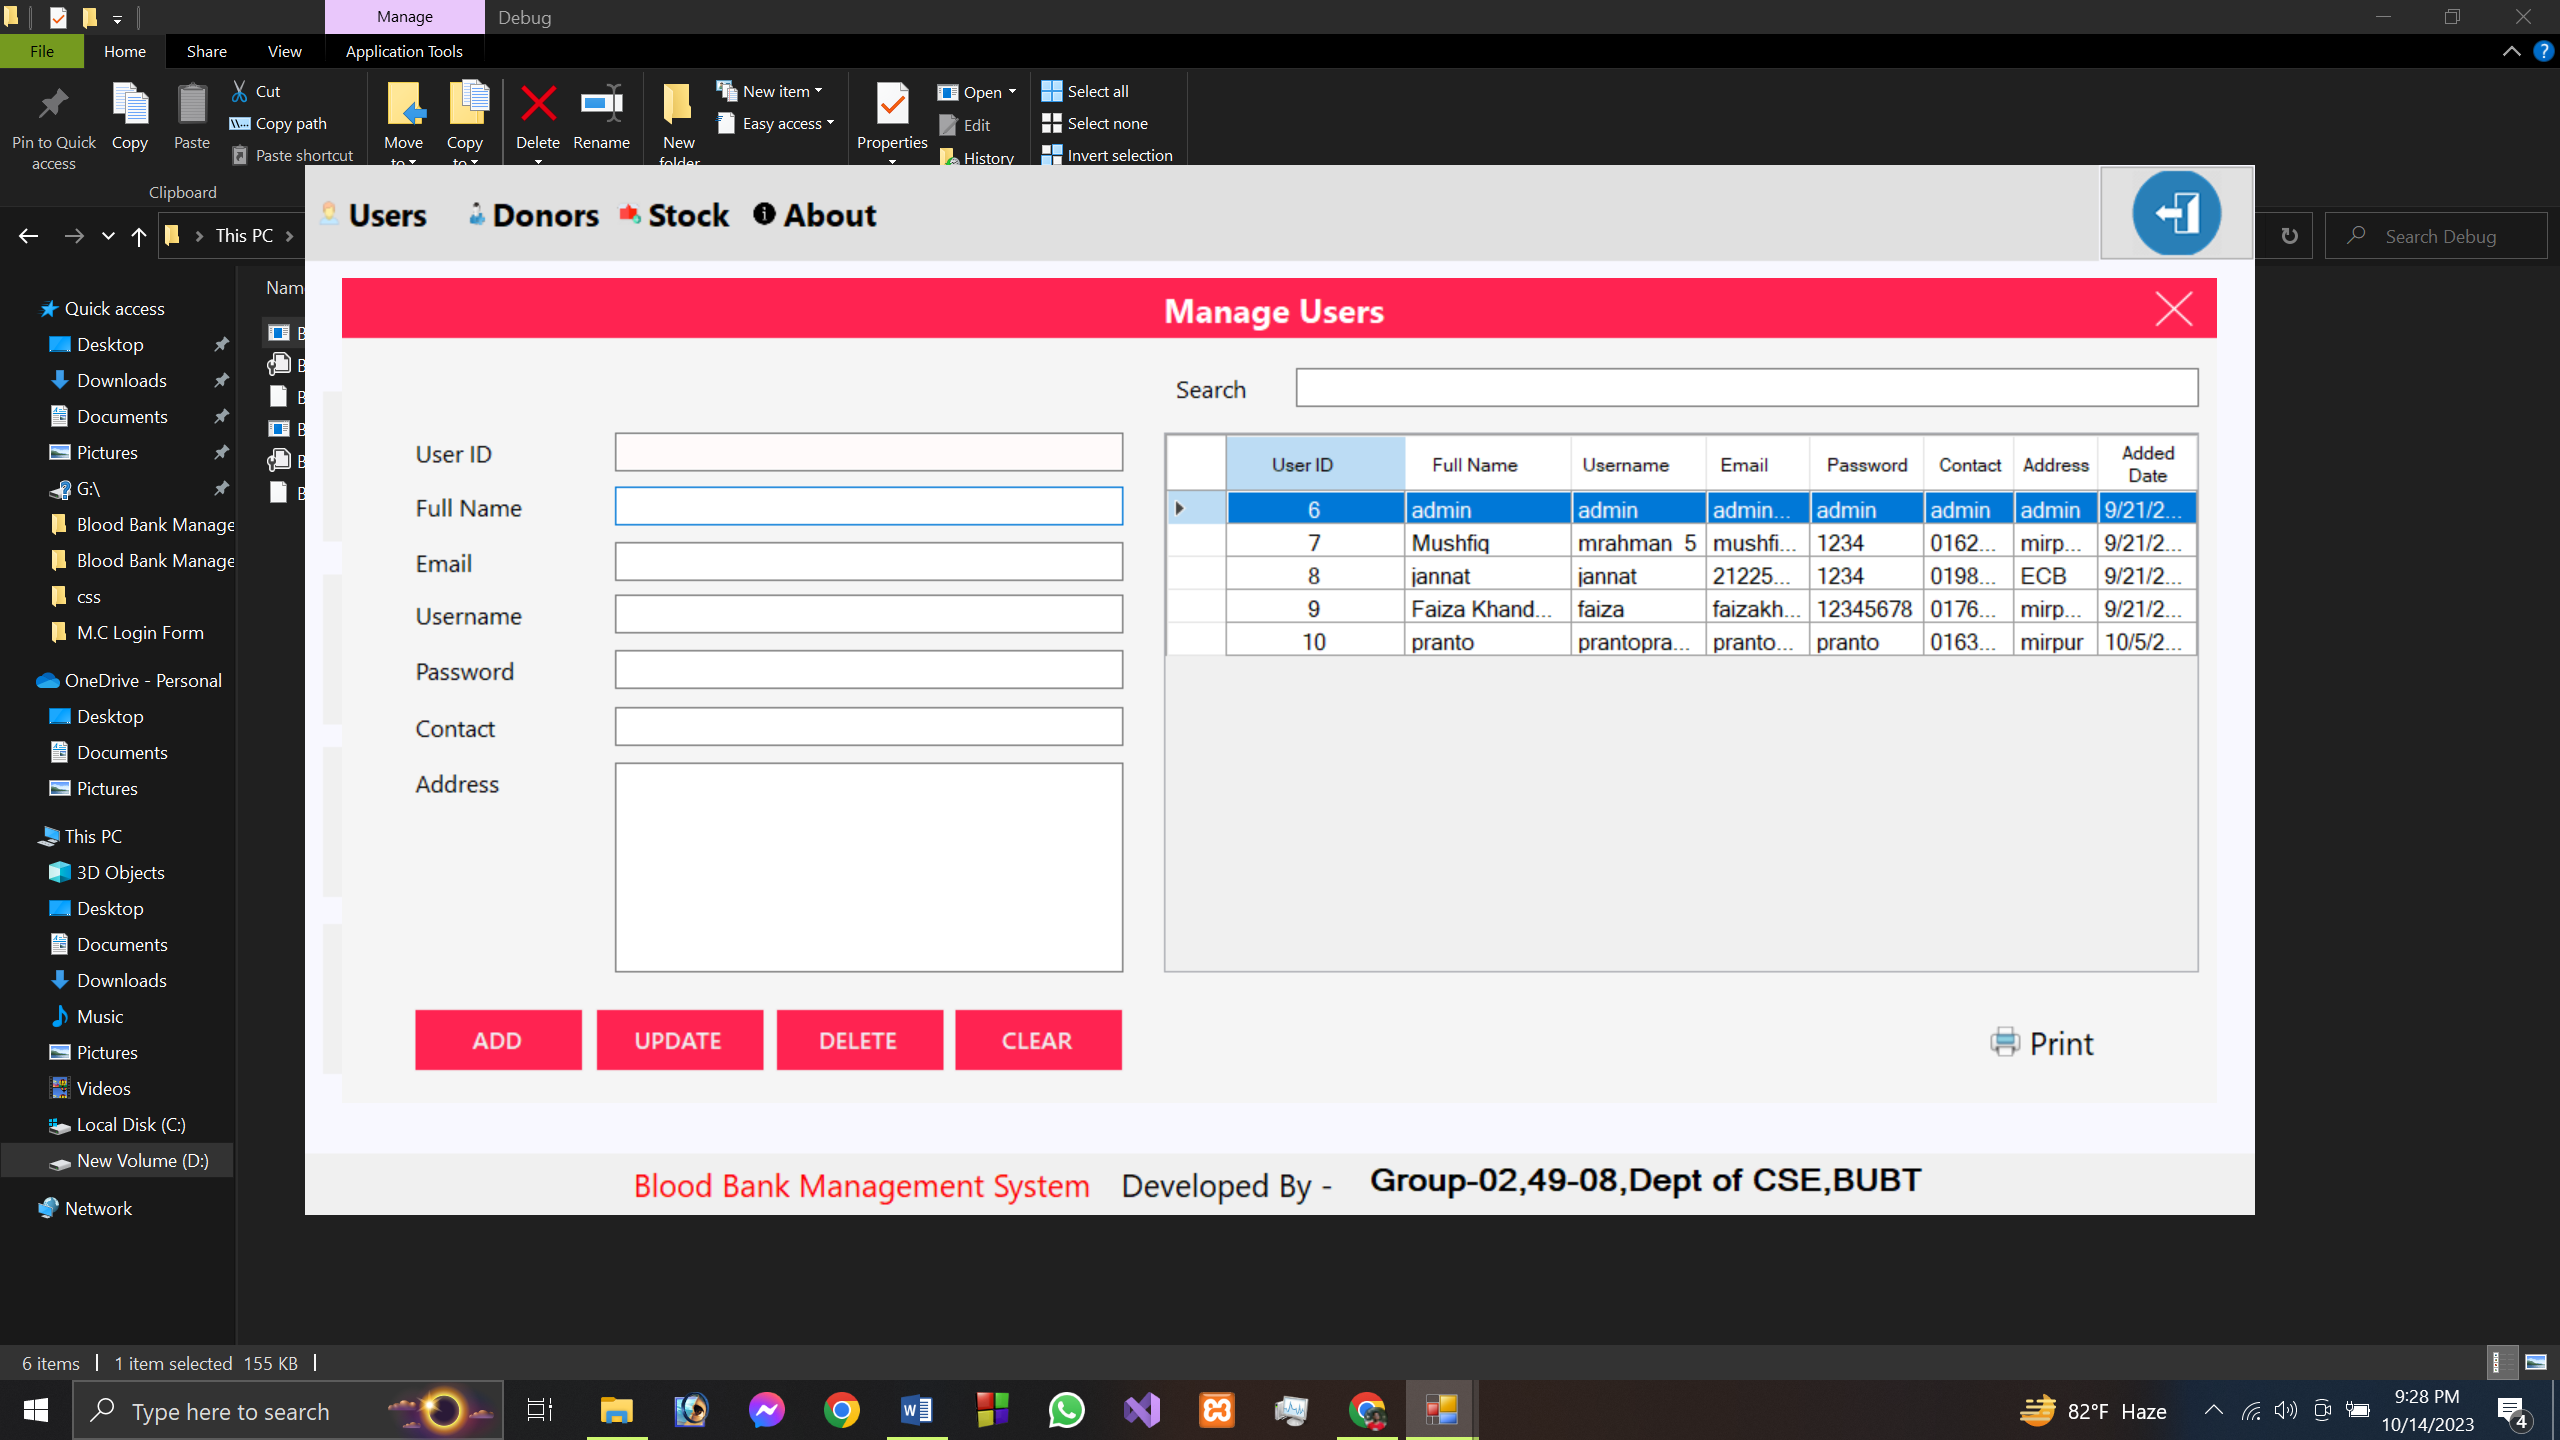 Manage
Debug
File
Home
Share
View
Application Tools
Pin to Quick access
Copy
Paste
Cut
Copy path
Paste shortcut
Clipboard
Move to
Copy to
Delete
Rename
New folder
New item
Easy access
Properties
Open
Edit
History
Select all
Select none
Invert selection
This PC
Search Debug
Users
Donors
Stock
About
Manage Users
Quick access
Desktop
Downloads
Documents
Pictures
G:\
Blood Bank Manage
Blood Bank Manage
css
M.C Login Form
OneDrive - Personal
Desktop
Documents
Pictures
This PC
3D Objects
Desktop
Documents
Downloads
Music
Pictures
Videos
Local Disk (C:)
New Volume (D:)
Network
Nam
B
B
B
B
B
B
User ID
Full Name
Email
Username
Password
Contact
Address
ADD
UPDATE
DELETE
CLEAR
Search
User ID Full Name Username Email Password Contact Address Added Date
6 admin admin admin... admin admin admin 9/21/2...
7 Mushfiq mrahman_5 mushfi... 1234 0162... mirp... 9/21/2...
8 jannat jannat 21225... 1234 0198... ECB 9/21/2...
9 Faiza Khand... faiza faizakh... 12345678 0176... mirp... 9/21/2...
10 pranto prantopra... pranto... pranto 0163... mirpur 10/5/2...
Print
Blood Bank Management System Developed By - Group-02,49-08,Dept of CSE,BUBT
6 items 1 item selected 155 KB
Type here to search
82°F Haze
9:28 PM
10/14/2023
4